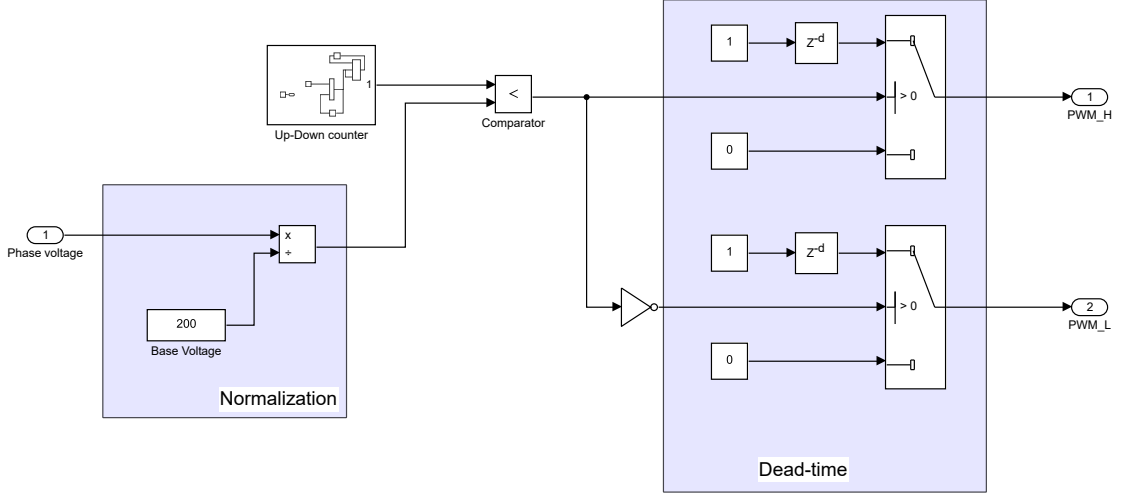 1
Z-d
> 0
0
1
PWM_H
1
Up-Down counter
<
Comparator
1
Phase voltage
x
÷
200
Base Voltage
Normalization
1
Z-d
> 0
0
2
PWM_L
Dead-time